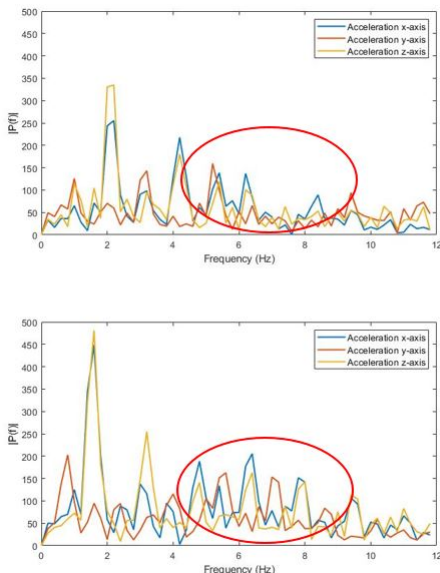 500
450
400
350
300
250
200
150
100
50
0
|P(f)|
Acceleration x-axis
Acceleration y-axis
Acceleration z-axis
0 2 4 6 8 10 12
Frequency (Hz)
500
450
400
350
300
250
200
150
100
50
0
|P(f)|
Acceleration x-axis
Acceleration y-axis
Acceleration z-axis
0 2 4 6 8 10 12
Frequency (Hz)